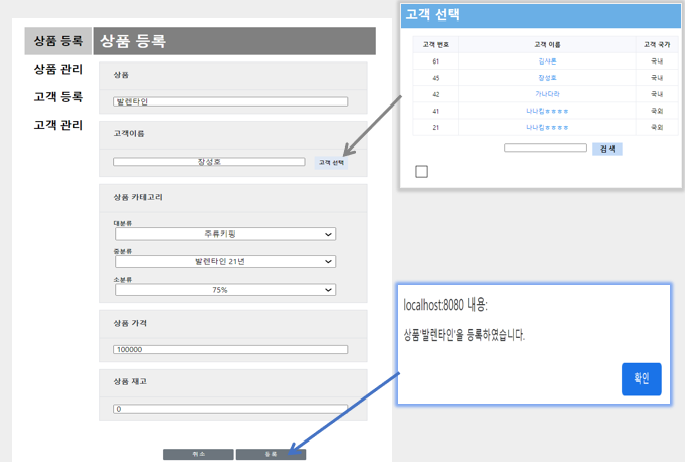 상품 등록
상품 관리
고객 등록
고객 관리
상품 등록
상품
발렌타인
고객이름
장성호
고객 선택
상품 카테고리
대분류
주류키핑
중분류
발렌타인 21년
소분류
75%
상품 가격
100000
상품 재고
0
취소
등록
고객 선택
고객 번호 고객 이름 고객 국가
61 김사론 국내
45 장성호 국내
42 가나다라 국내
41 나나킴ㅎㅎㅎㅎ 국외
21 나나킴ㅎㅎㅎㅎ 국외
검색
localhost:8080 내용:
상품'발렌타인'을 등록하였습니다.
확인